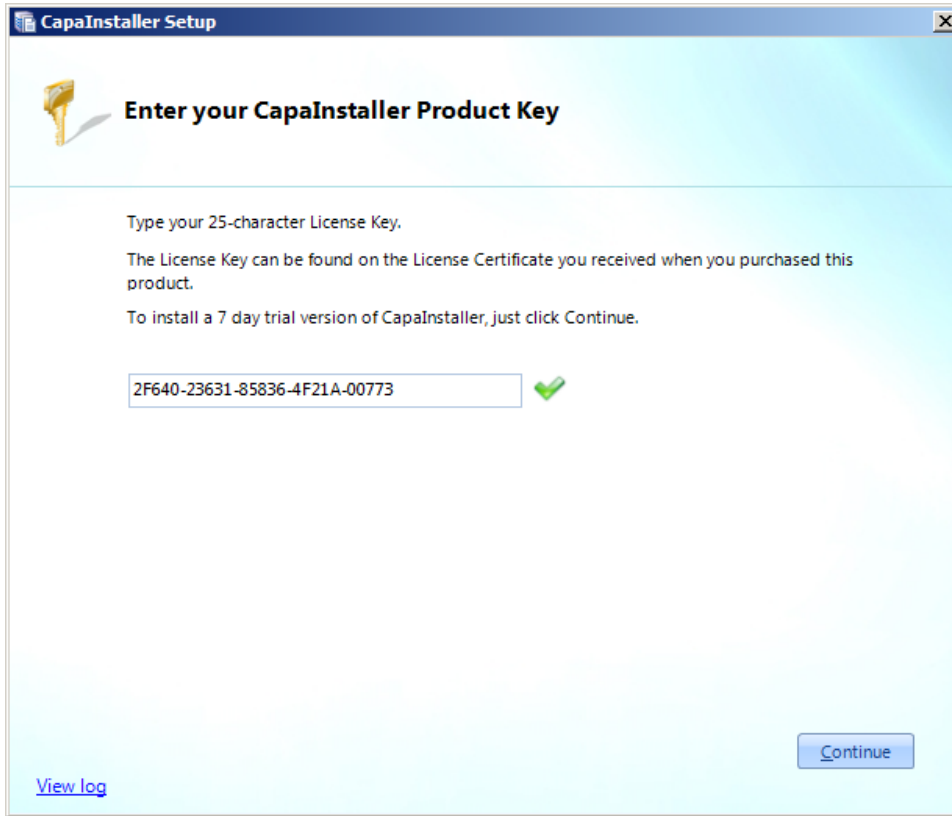 CapaInstaller Setup
Enter your CapaInstaller Product Key
Type your 25-character License Key.
The License Key can be found on the License Certificate you received when you purchased this
product.
To install a 7 day trial version of CapaInstaller, just click Continue.
2F640-23631-85836-4F21A-00773
Continue
View log